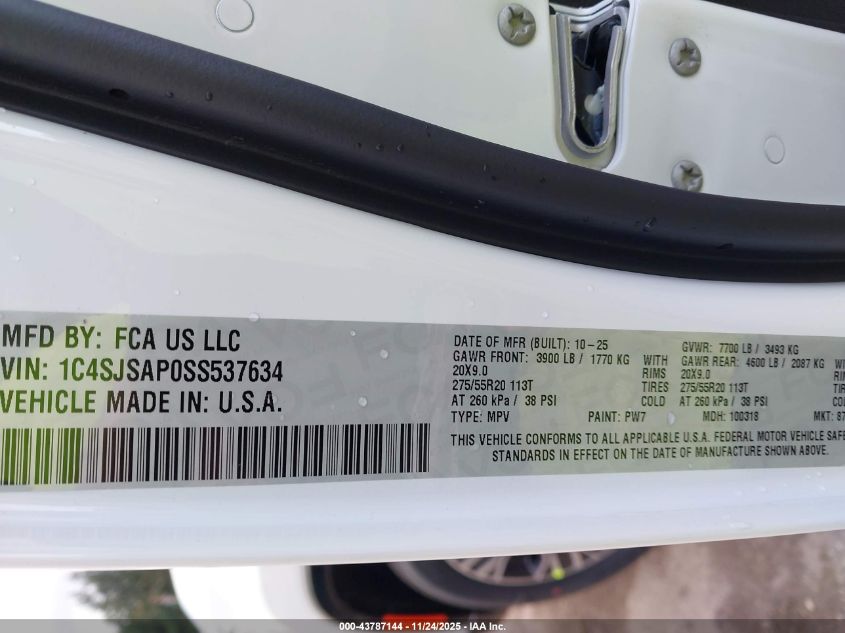 MFD BY: FCA US LLC
VIN: 1C4SJSAP0SS537634
VEHICLE MADE IN: U.S.A.
DATE OF MFR (BUILT): 10-25 GVWR: 7700 LB / 3493 KG
GAWR FRONT: 3900 LB / 1770 KG WITH GAWR REAR: 4600 LB / 2087 KG
20X9.0 RIMS 20X9.0
275/55R20 113T TIRES 275/55R20 113T
AT 260 kPa / 38 PSI COLD AT 260 kPa / 38 PSI
TYPE: MPV PAINT: PW7 MDH: 100318 MKT:
THIS VEHICLE CONFORMS TO ALL APPLICABLE U.S.A. FEDERAL MOTOR VEHICLE
STANDARDS IN EFFECT ON THE DATE OF MANUFACTURE SHOWN ABOVE.
000-43787144 - 11/24/2025 - IAA Inc.